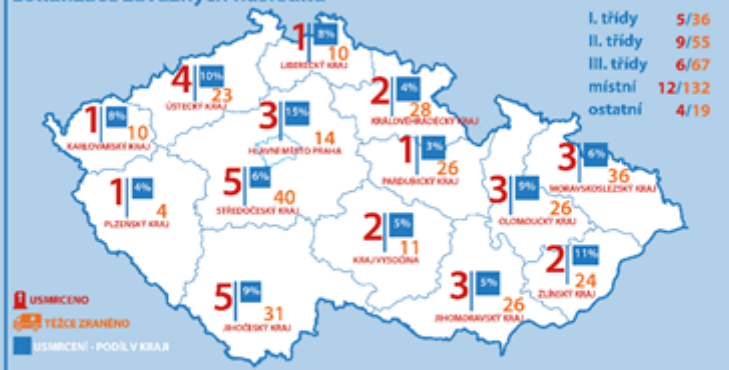 Lokalizace závažných následků
I. třídy 5/36
II. třídy 9/55
III. třídy 6/67
místní 12/132
ostatní 4/19
1 8% 10
LIBERECKÝ KRAJ
4 10% 23
ÚSTECKÝ KRAJ
2 4% 28
KRÁLOVÉHRADECKÝ KRAJ
1 8% 10
KARLOVARSKÝ KRAJ
3 15% 14
HLAVNÍ MĚSTO PRAHA
1 3% 26
PARDUBICKÝ KRAJ
3 6% 36
MORAVSKOSLEZSKÝ KRAJ
1 4% 4
PLZEŇSKÝ KRAJ
5 6% 40
STŘEDOČESKÝ KRAJ
3 9% 26
OLOMOUCKÝ KRAJ
2 5% 11
KRAJ VYSOČINA
2 11% 24
ZLÍNSKÝ KRAJ
5 9% 31
JIHOČESKÝ KRAJ
3 5% 26
JIHOMORAVSKÝ KRAJ
USMRCENO
TĚŽCE ZRANĚNO
USMRCENÍ - PODÍL V KRAJI